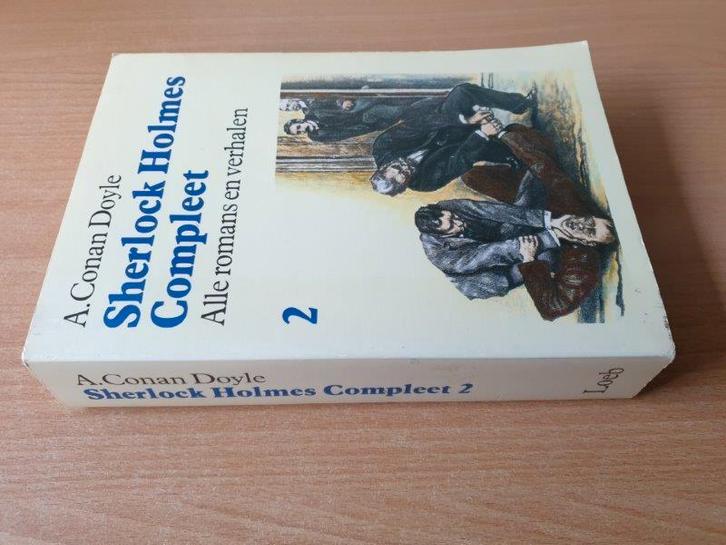 A. Conan Doyle
Sherlock Holmes
Compleet
Alle romans en verhalen
2
A.Conan Doyle
Sherlock Holmes Compleet 2
Loeb